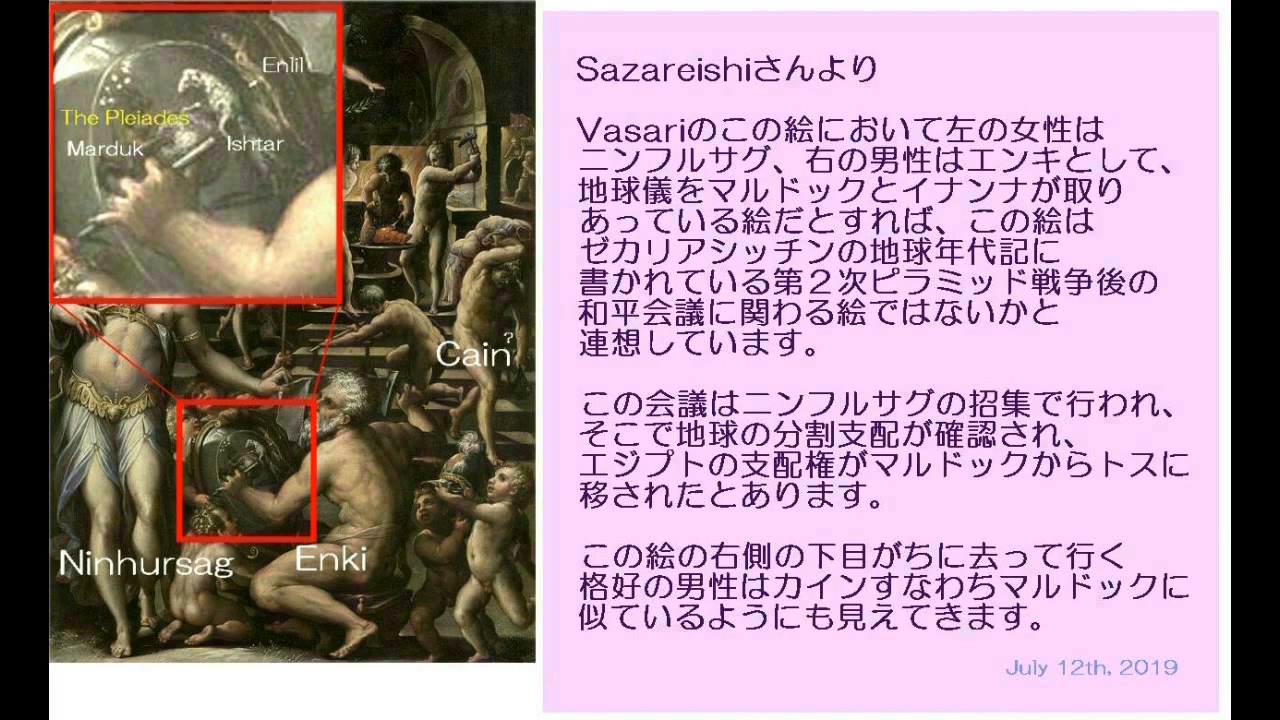 Enlil
The Pleiades
Marduk
Ishtar
Cain
?
Ninhursag
Enki
Sazareishiさんより
Vasariのこの絵において左の女性は
ニンフルサグ、右の男性はエンキとして、
地球儀をマルドックとイナンナが取り
あっている絵だとすれば、この絵は
ゼカリアシッチンの地球年代記に
書かれている第２次ピラミッド戦争後の
和平会議に関わる絵ではないかと
連想しています。
この会議はニンフルサグの招集で行われ、
そこで地球の分割支配が確認され、
エジプトの支配権がマルドックからトスに
移されたとあります。
この絵の右側の下目がちに去って行く
格好の男性はカインすなわちマルドックに
似ているようにも見えてきます。
July 12th, 2019